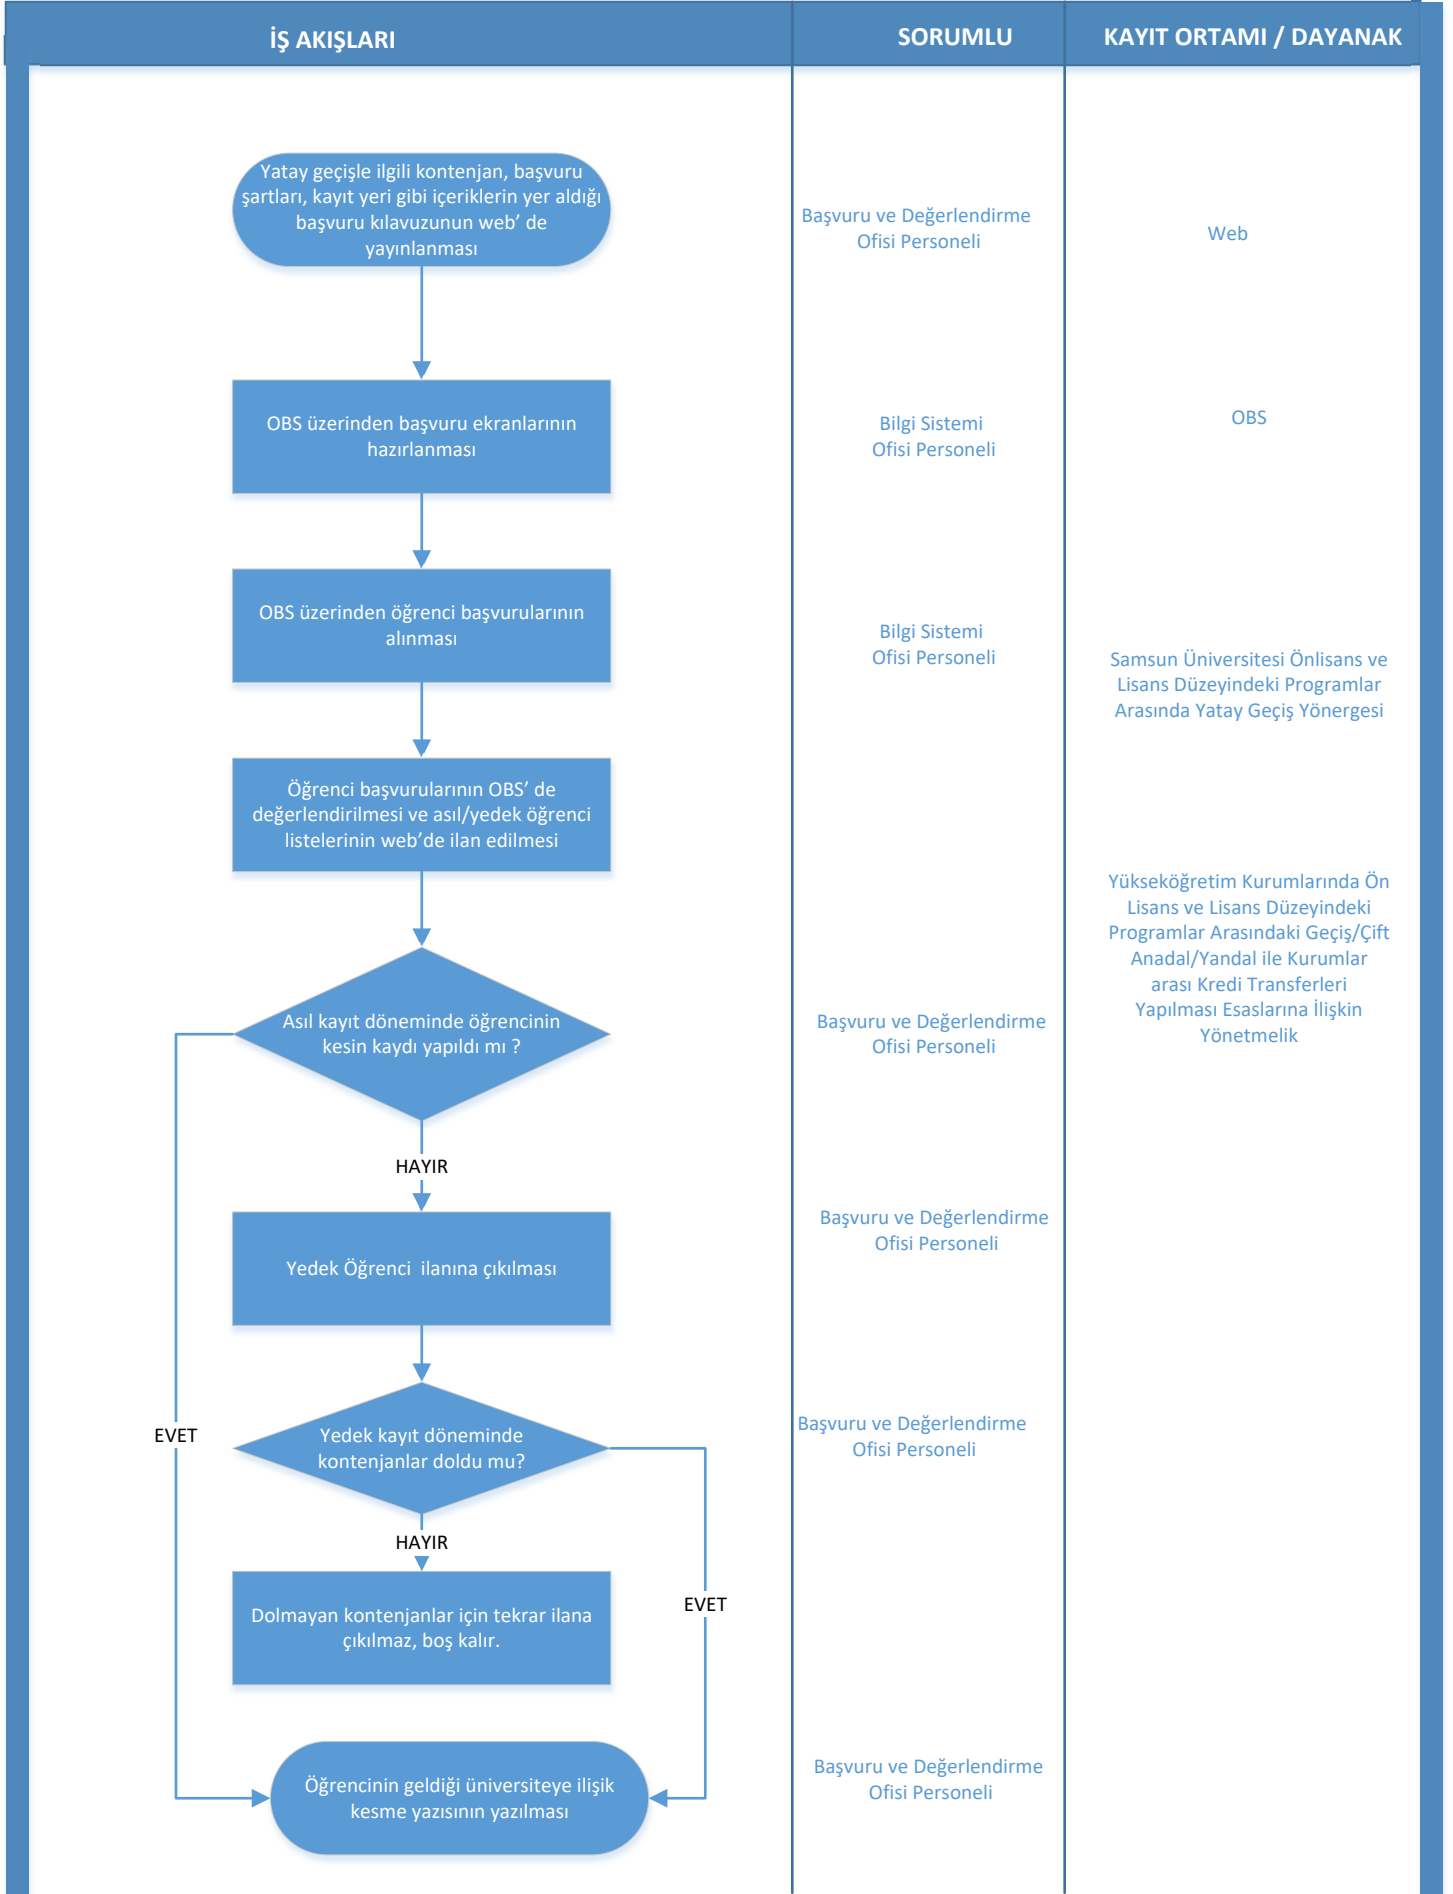 İŞ AKIŞLARI
SORUMLU
KAYIT ORTAMI / DAYANAK
Yatay geçişle ilgili kontenjan, başvuru
şartları, kayıt yeri gibi içeriklerin yer aldığı
başvuru kılavuzunun web’ de
yayınlanması
Başvuru ve Değerlendirme
Ofisi Personeli
Web
OBS üzerinden başvuru ekranlarının
hazırlanması
Bilgi Sistemi
Ofisi Personeli
OBS
OBS üzerinden öğrenci başvurularının
alınması
Bilgi Sistemi
Ofisi Personeli
Samsun Üniversitesi Önlisans ve
Lisans Düzeyindeki Programlar
Arasında Yatay Geçiş Yönergesi
Öğrenci başvurularının OBS’ de
değerlendirilmesi ve asıl/yedek öğrenci
listelerinin web’de ilan edilmesi
Yükseköğretim Kurumlarında Ön
Lisans ve Lisans Düzeyindeki
Programlar Arasındaki Geçiş/Çift
Anadal/Yandal ile Kurumlar
arası Kredi Transferleri
Yapılması Esaslarına İlişkin
Yönetmelik
Asıl kayıt döneminde öğrencinin
kesin kaydı yapıldı mı ?
Başvuru ve Değerlendirme
Ofisi Personeli
HAYIR
Yedek Öğrenci  ilanına çıkılması
Başvuru ve Değerlendirme
Ofisi Personeli
EVET
Yedek kayıt döneminde
kontenjanlar doldu mu?
Başvuru ve Değerlendirme
Ofisi Personeli
HAYIR
EVET
Dolmayan kontenjanlar için tekrar ilana
çıkılmaz, boş kalır.
Öğrencinin geldiği üniversiteye ilişik
kesme yazısının yazılması
Başvuru ve Değerlendirme
Ofisi Personeli